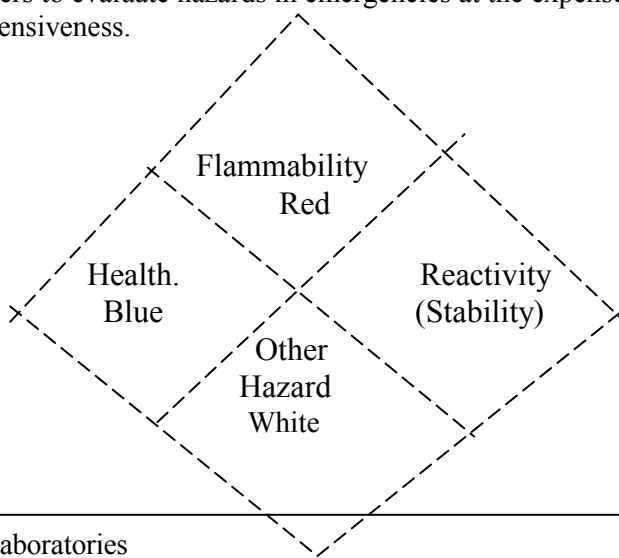 ers to evaluate hazards in emergencies at the expense
ensiveness.
Flammability
Red
Health.
Blue
Reactivity
(Stability)
Other
Hazard
White
aboratories